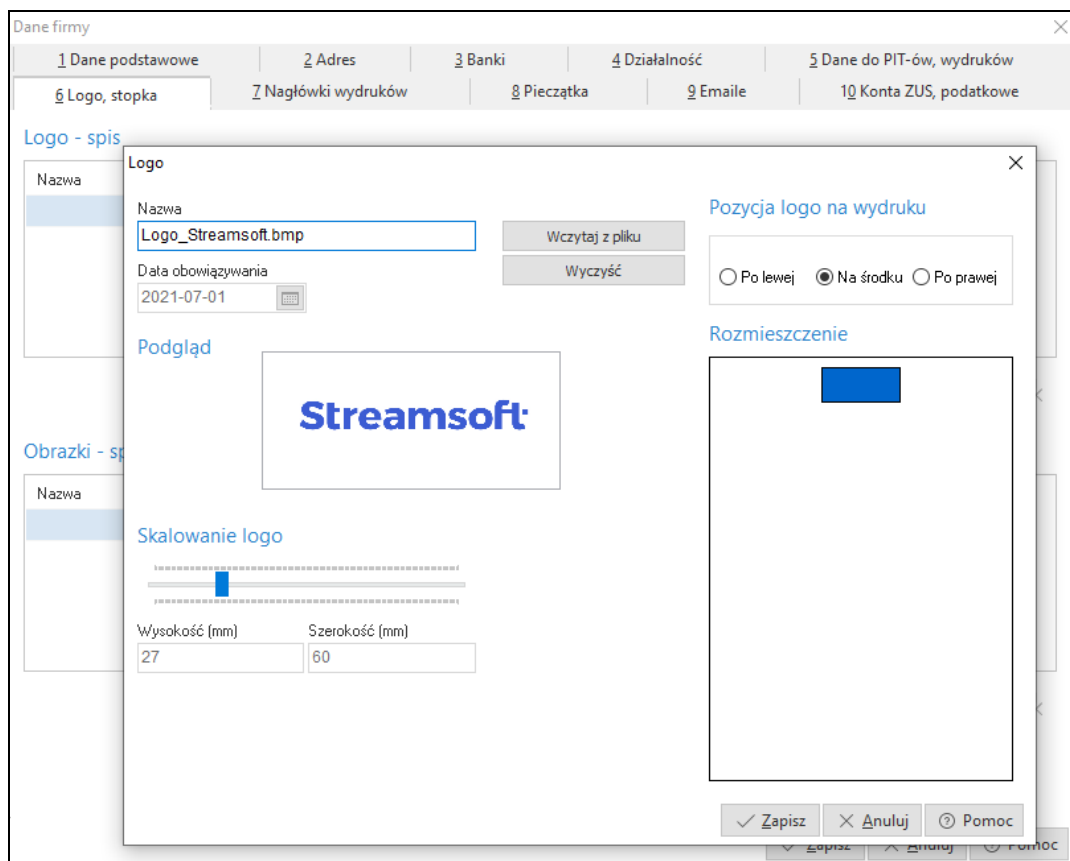 Dane firmy
1 Dane podstawowe 2 Adres 3 Banki 4 Działalność 5 Dane do PIT-ów, wydruków
6 Logo, stopka 7 Nagłówki wydruków 8 Pieczątka 9 Emaile 10 Konta ZUS, podatkowe
Logo - spis
Nazwa
Logo
Nazwa
Logo_Streamsoft.bmp
Wczytaj z pliku
Data obowiązywania
Wyczyść
2021-07-01
Pozycja logo na wydruku
Po lewej Na środku Po prawej
Podgląd
Streamsoft
Rozmieszczenie
Obrazki - sp
Nazwa
Skalowanie logo
Wysokość (mm) Szerokość (mm)
27 60
Zapisz Anuluj Pomoc
Zapisz Anuluj Pomoc